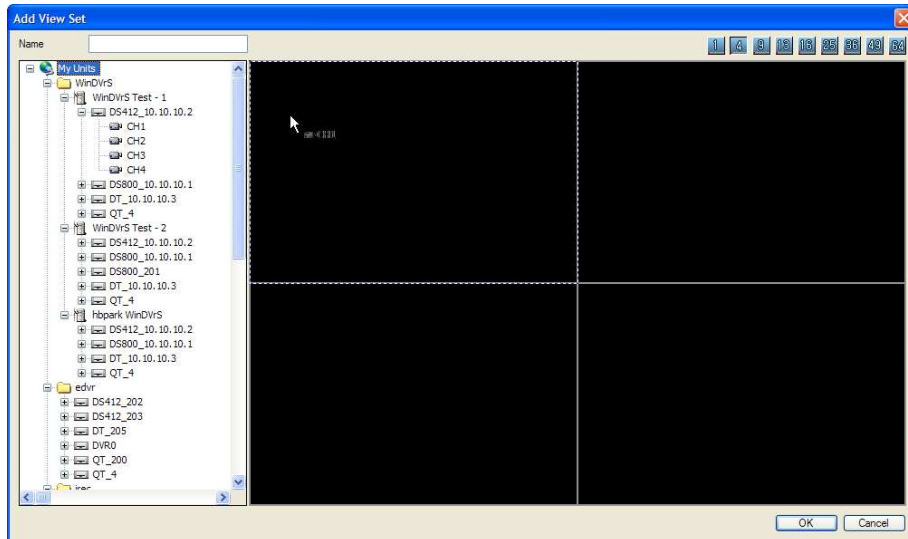 Add View Set
Name
1 4 9 16 16 25 36 49 64
My Units
WinDVrS
WinDVrS Test - 1
DS412_10.10.10.2
CH1
CH2
CH3
CH4
DS800_10.10.10.1
DT_10.10.10.3
QT_4
WinDVrS Test - 2
DS412_10.10.10.2
DS800_10.10.10.1
DS800_201
DT_10.10.10.3
QT_4
hbpark WinDVrS
DS412_10.10.10.2
DS800_10.10.10.1
DT_10.10.10.3
QT_4
edvr
DS412_202
DS412_203
DT_205
DVR0
QT_200
QT_4
OK Cancel